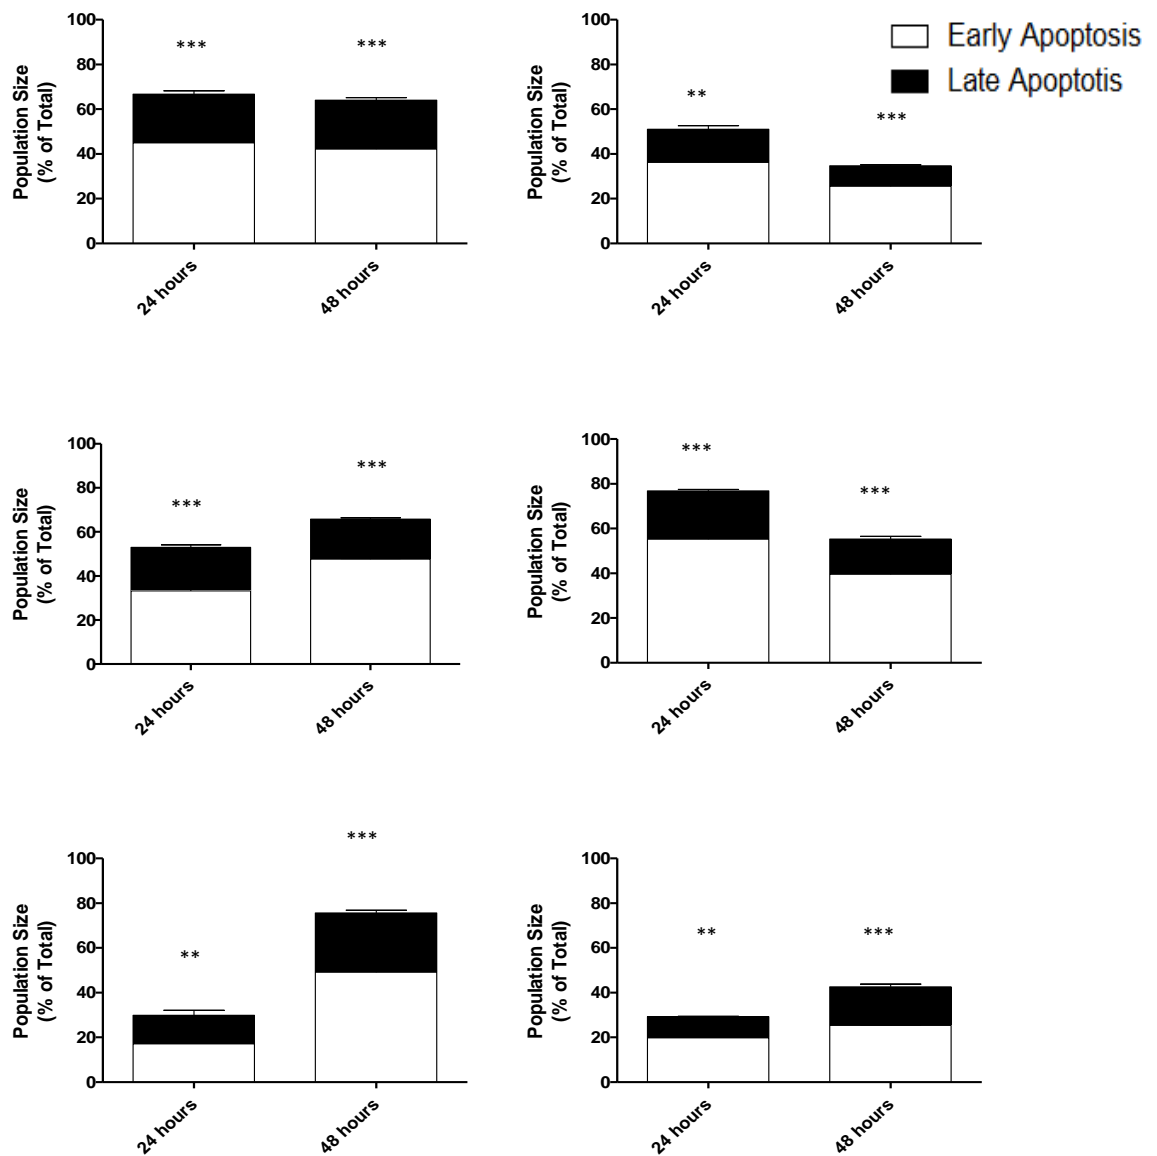 100
80
60
40
20
0
Population Size
(% of Total)
***
***
24 hours
48 hours
100
80
60
40
20
0
Population Size
(% of Total)
**
***
24 hours
48 hours
Early Apoptosis
Late Apoptotis
100
80
60
40
20
0
Population Size
(% of Total)
***
***
24 hours
48 hours
100
80
60
40
20
0
Population Size
(% of Total)
***
***
24 hours
48 hours
100
80
60
40
20
0
Population Size
(% of Total)
**
***
24 hours
48 hours
100
80
60
40
20
0
Population Size
(% of Total)
**
***
24 hours
48 hours